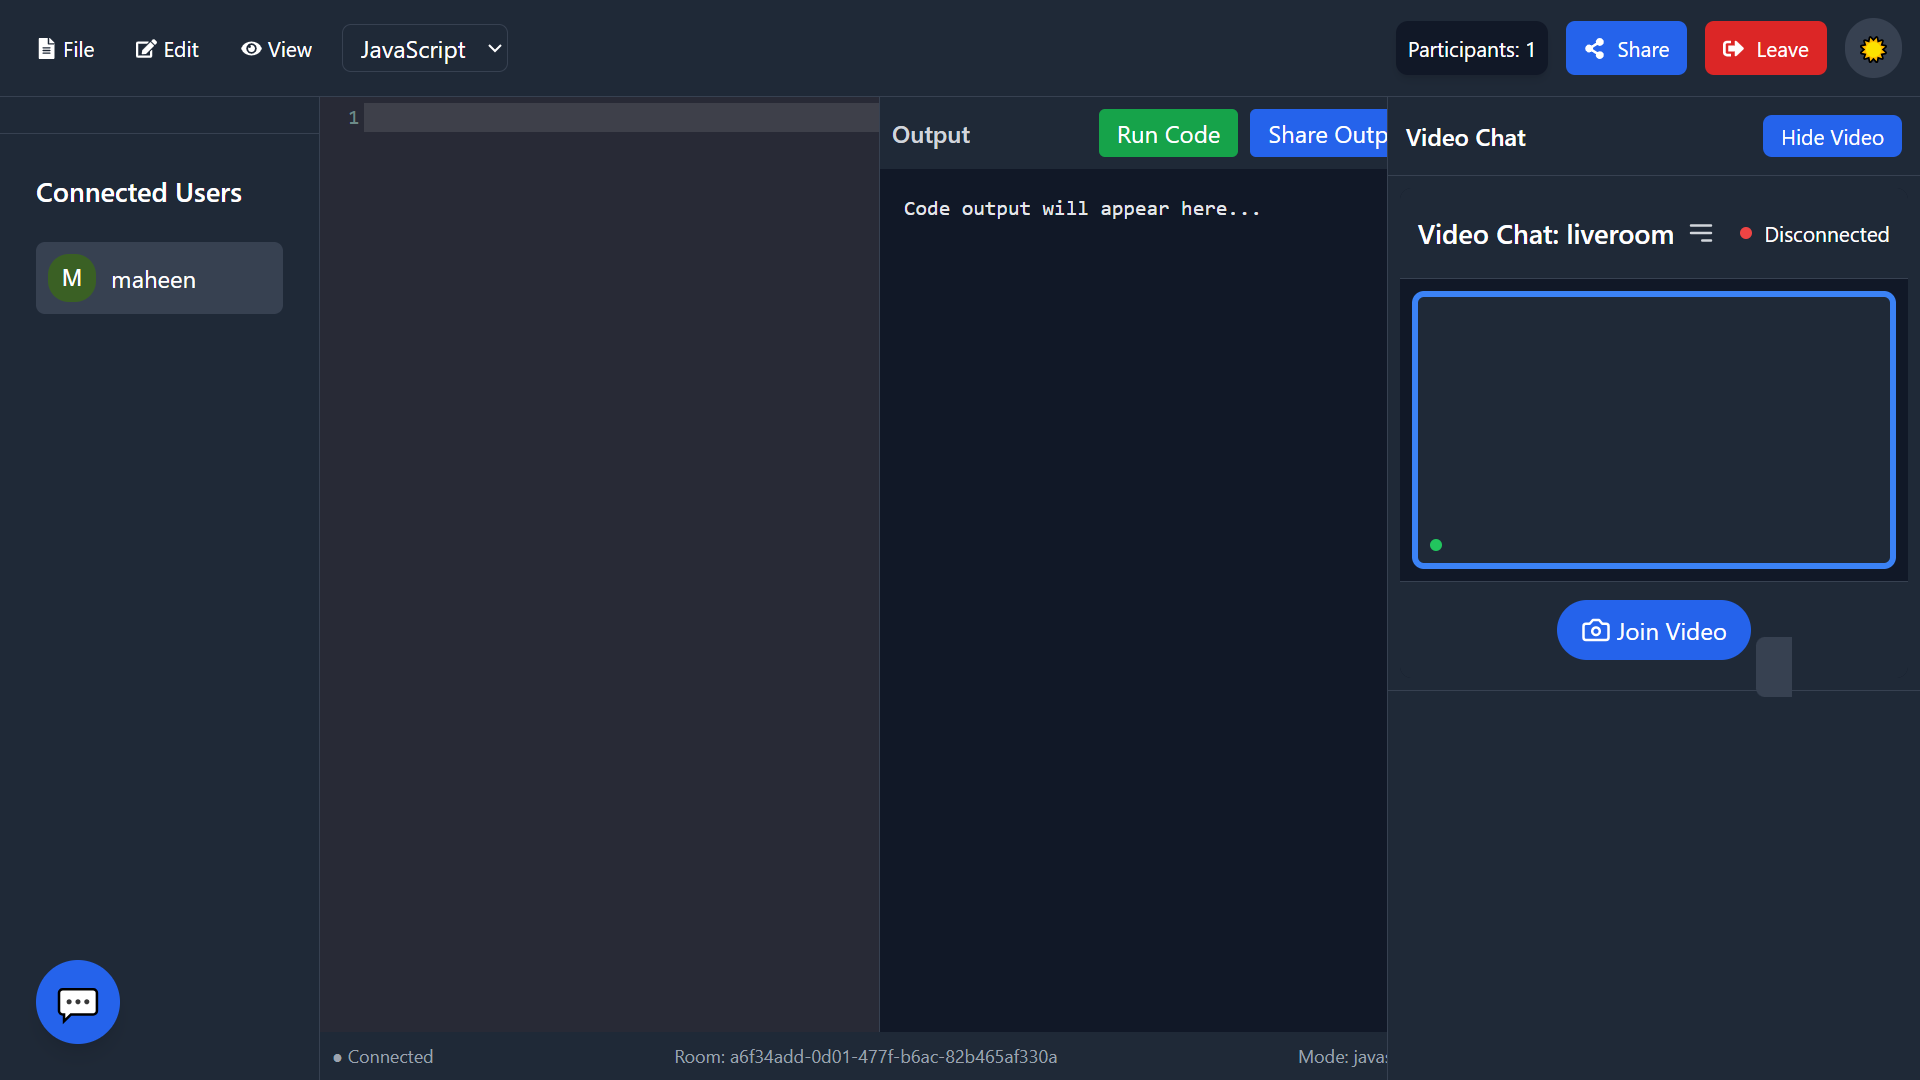 File
Edit
View
JavaScript
Participants: 1
Share
Leave
Connected Users
M
maheen
1
Output
Run Code
Share Outp
Code output will appear here...
Video Chat
Hide Video
Video Chat: liveroom
Disconnected
Join Video
Connected
Room: a6f34add-0d01-477f-b6ac-82b465af330a
Mode: java